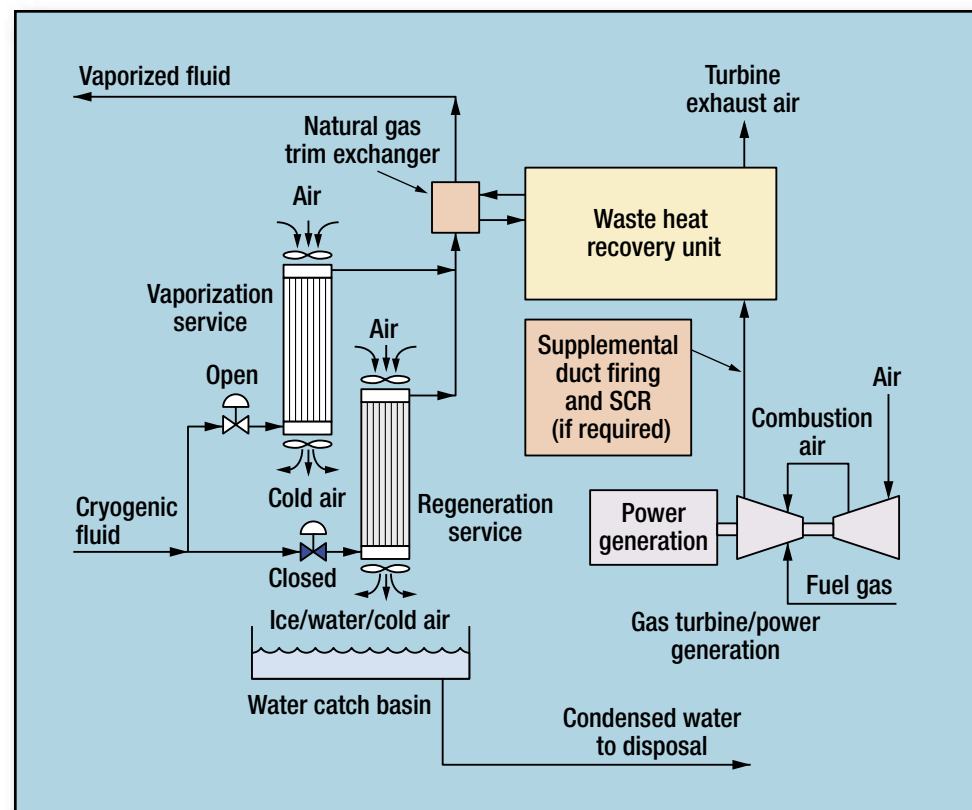 Vaporized fluid
Turbine
exhaust air
Natural gas
trim exchanger
Air
Waste heat
recovery unit
Vaporization
service
Air
Supplemental
duct firing
and SCR
(if required)
Open
Air
Combustion
air
Cold air
Cryogenic
fluid
Regeneration
service
Power
generation
Closed
Fuel gas
Ice/water/cold air
Gas turbine/power
generation
Water catch basin
Condensed water
to disposal